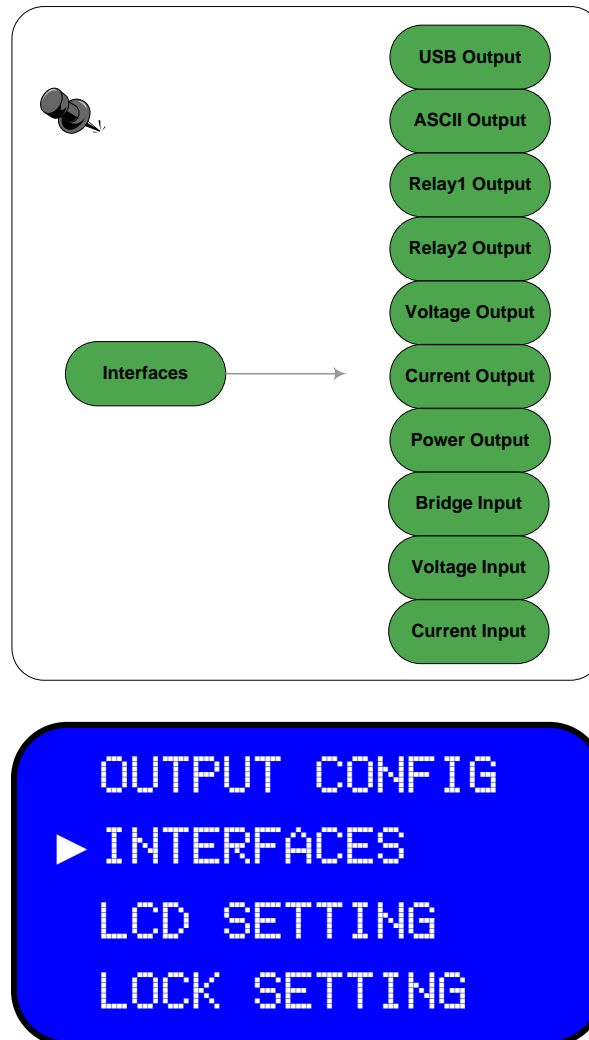 USB Output
ASCII Output
Relay1 Output
Relay2 Output
Voltage Output
Interfaces
Current Output
Power Output
Bridge Input
Voltage Input
Current Input
OUTPUT CONFIG
INTERFACES
LCD SETTING
LOCK SETTING